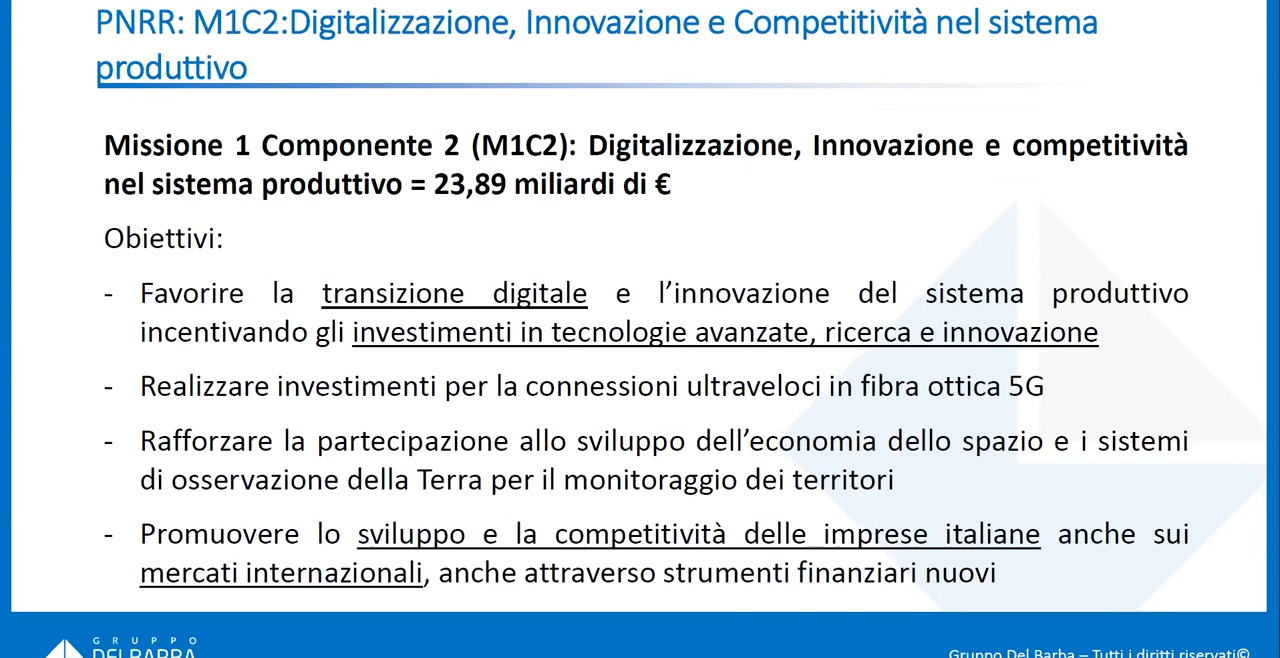 PNRR: M1C2:Digitalizzazione, Innovazione e Competitività nel sistema
produttivo
Missione 1 Componente 2 (M1C2): Digitalizzazione, Innovazione e competitività
nel sistema produttivo = 23,89 miliardi di €
Obiettivi:
- Favorire la transizione digitale e l’innovazione del sistema produttivo
incentivando gli investimenti in tecnologie avanzate, ricerca e innovazione
- Realizzare investimenti per la connessioni ultraveloci in fibra ottica 5G
- Rafforzare la partecipazione allo sviluppo dell’economia dello spazio e i sistemi
di osservazione della Terra per il monitoraggio dei territori
- Promuovere lo sviluppo e la competitività delle imprese italiane anche sui
mercati internazionali, anche attraverso strumenti finanziari nuovi
GRUPPO
DELBARBA
Gruppo Del Barba – Tutti i diritti riservati©